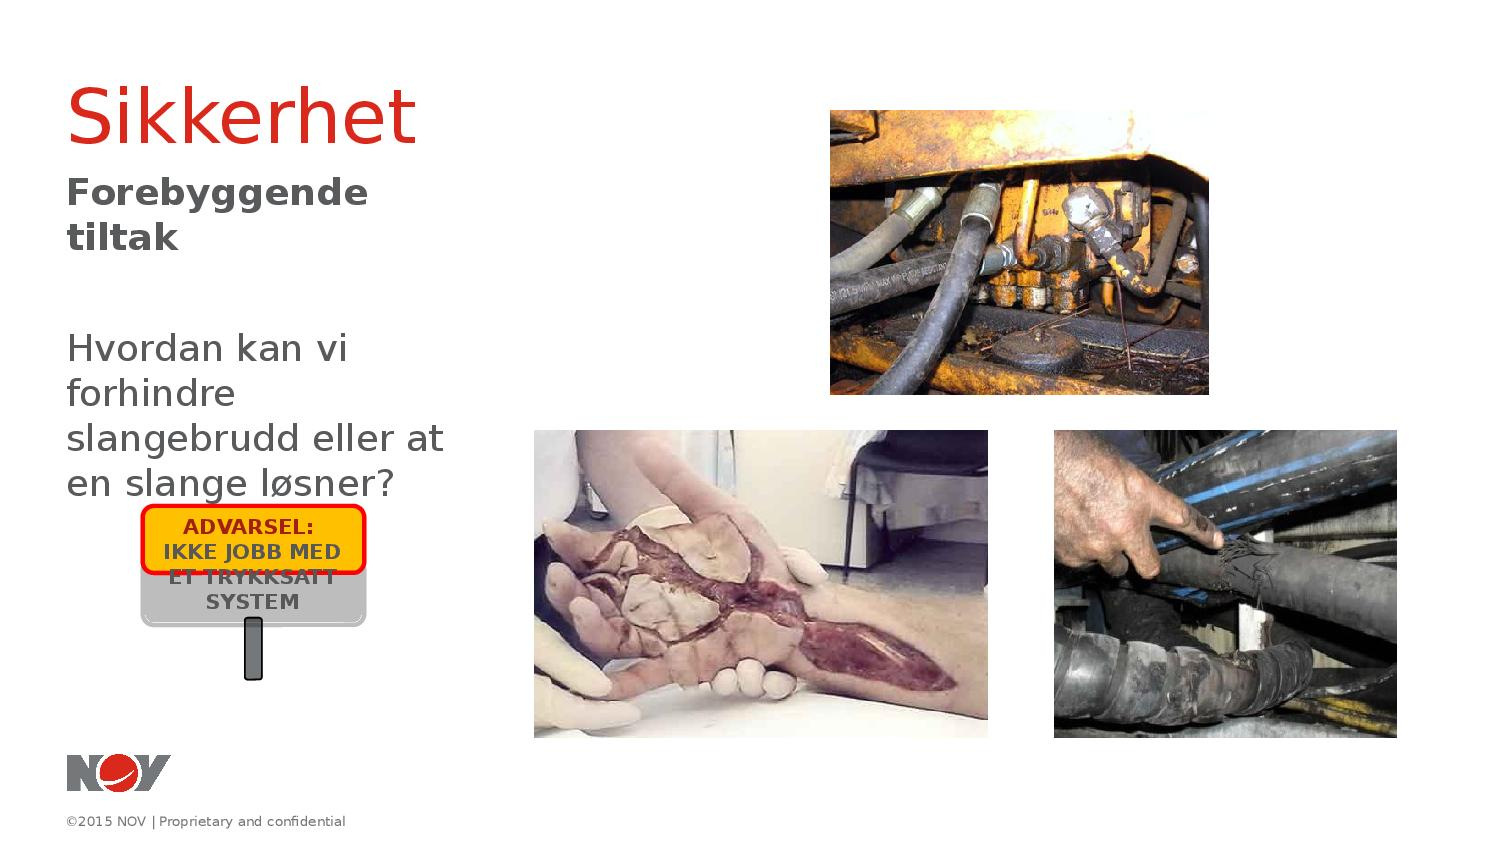 Sikkerhet
Forebyggende
tiltak
Hvordan kan vi
forhindre
slangebrudd eller at
en slange løsner?
ADVARSEL:
IKKE JOBB MED
ET TRYKKSATT
SYSTEM
NOV
©2015 NOV | Proprietary and confidential